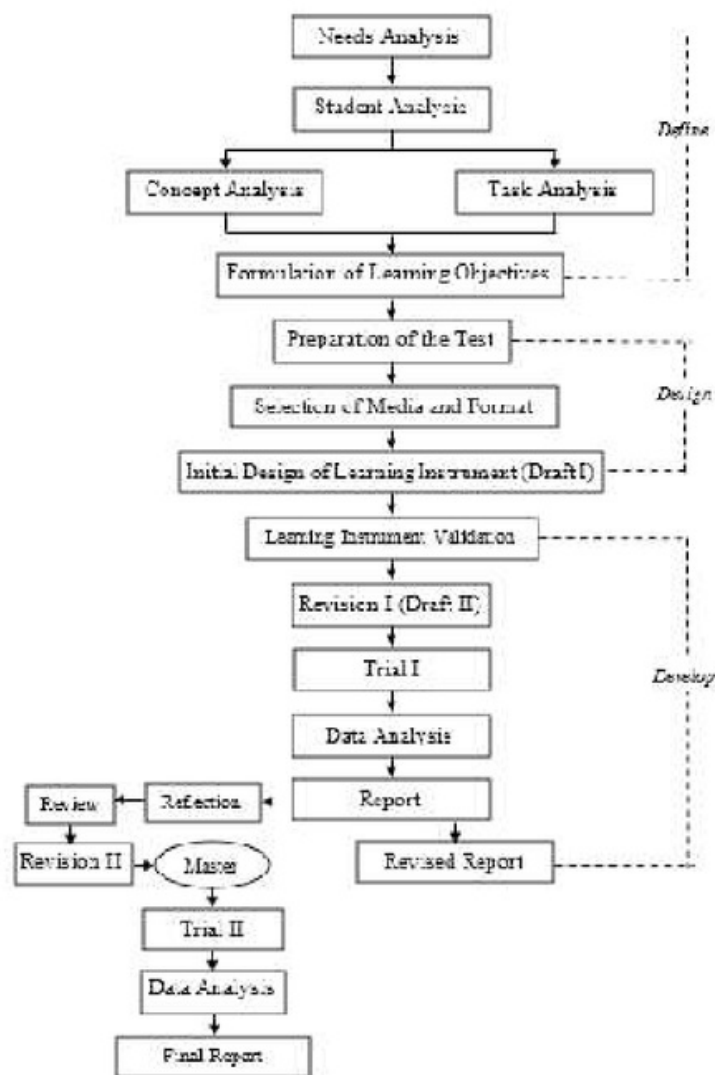 Needs Analysis
Student Analysis
Define
Concept Analysis
Task Analysis
Formulation of Learning Objectives
Preparation of the Test
Selection of Media and Format
Design
Initial Design of Learning Instrument (Draft I)
Learning Instrument Validation
Revision I (Draft II)
Trial I
Develop
Data Analysis
Report
Reflection
Review
Revised Report
Revision II
Master
Trial II
Data Analysis
Final Report